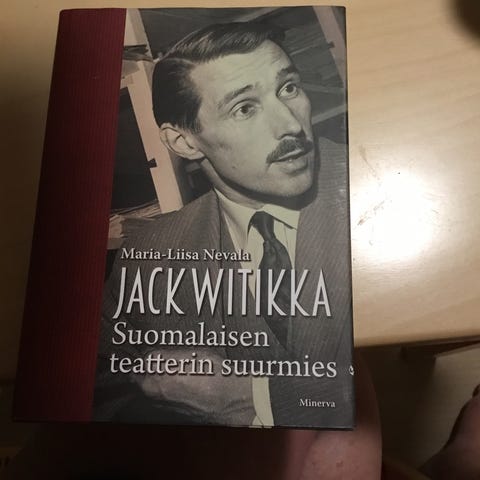 Maria-Liisa Nevala
JACK WITIKKA
Suomalaisen
teatterin suurmies
Minerva